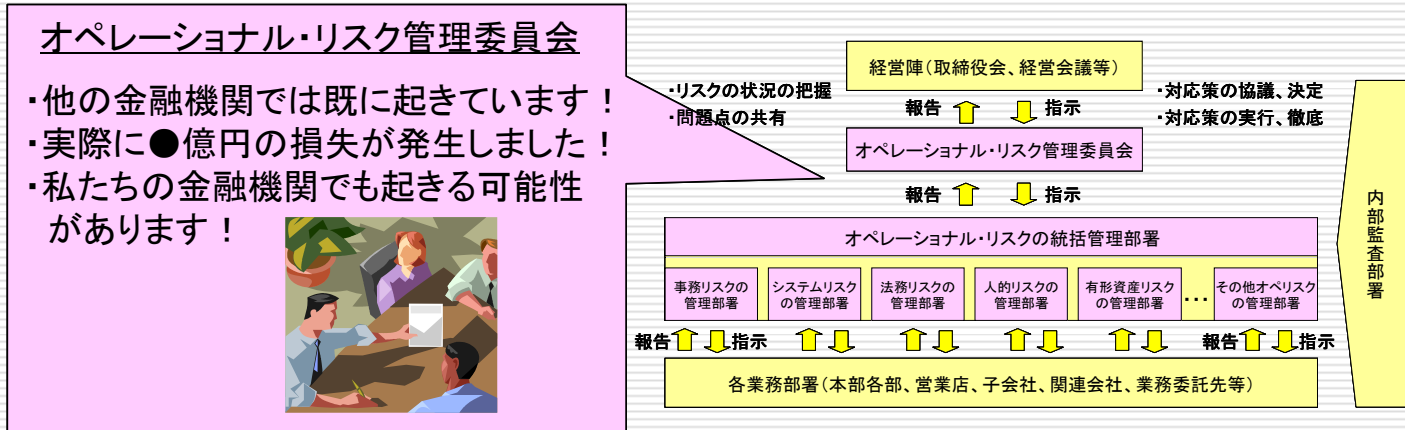 オペレーショナル・リスク管理委員会
・他の金融機関では既に起きています！
・実際に●億円の損失が発生しました！
・私たちの金融機関でも起きる可能性
があります！
経営陣（取締役会、経営会議等）
・リスクの状況の把握
・問題点の共有
報告
指示
・対応策の協議、決定
・対応策の実行、徹底
オペレーショナル・リスク管理委員会
報告
指示
オペレーショナル・リスクの統括管理部署
事務リスクの
管理部署
システムリスク
の管理部署
法務リスクの
管理部署
人的リスクの
管理部署
有形資産リスク
の管理部署
・・・
その他オペリスク
の管理部署
報告
指示
報告
指示
各業務部署（本部各部、営業店、子会社、関連会社、業務委託先等）
内部監査部署